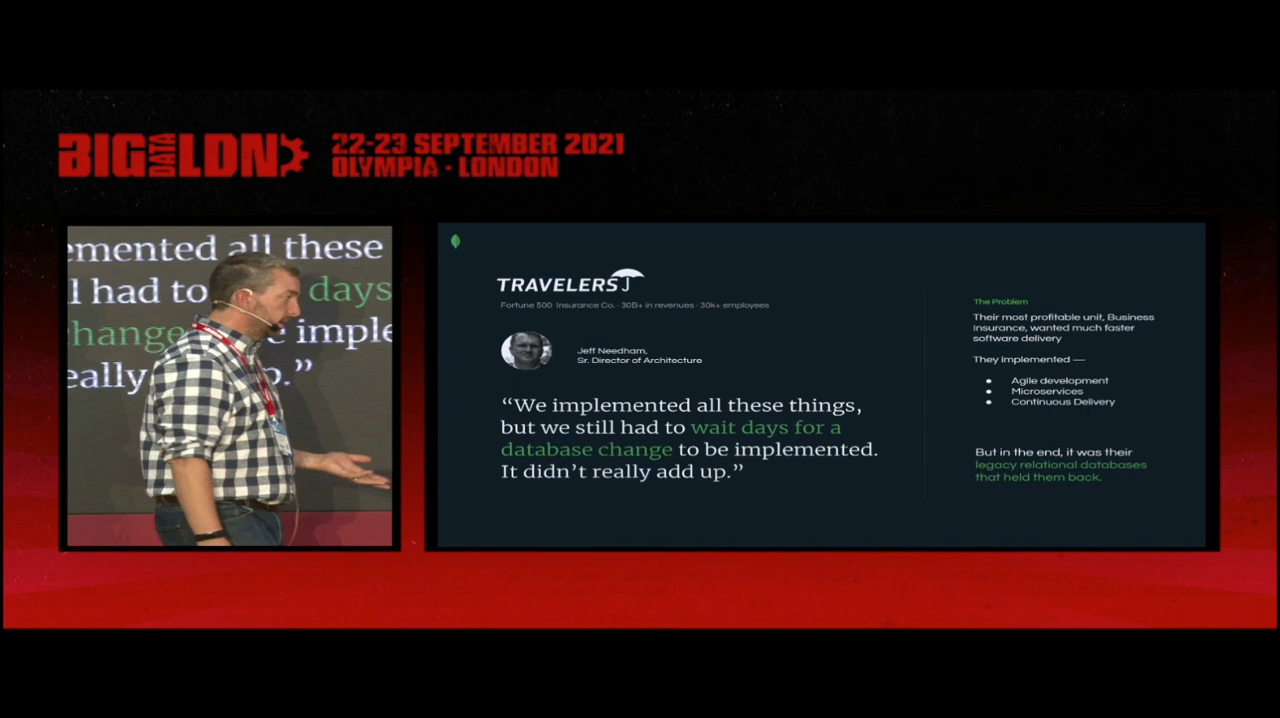 BIG DATA LDN
22-23 SEPTEMBER 2021
OLYMPIA · LONDON
emented all these
l had to days
hange e imple
eally p.”
TRAVELERS
Fortune 500 Insurance Co. · 30B+ in revenues · 30k+ employees
Jeff Needham,
Sr. Director of Architecture
“We implemented all these things,
but we still had to wait days for a
database change to be implemented.
It didn’t really add up.”
The Problem
Their most profitable unit, Business
Insurance, wanted much faster
software delivery
They implemented —
● Agile development
● Microservices
● Continuous Delivery
But in the end, it was their
legacy relational databases
that held them back.